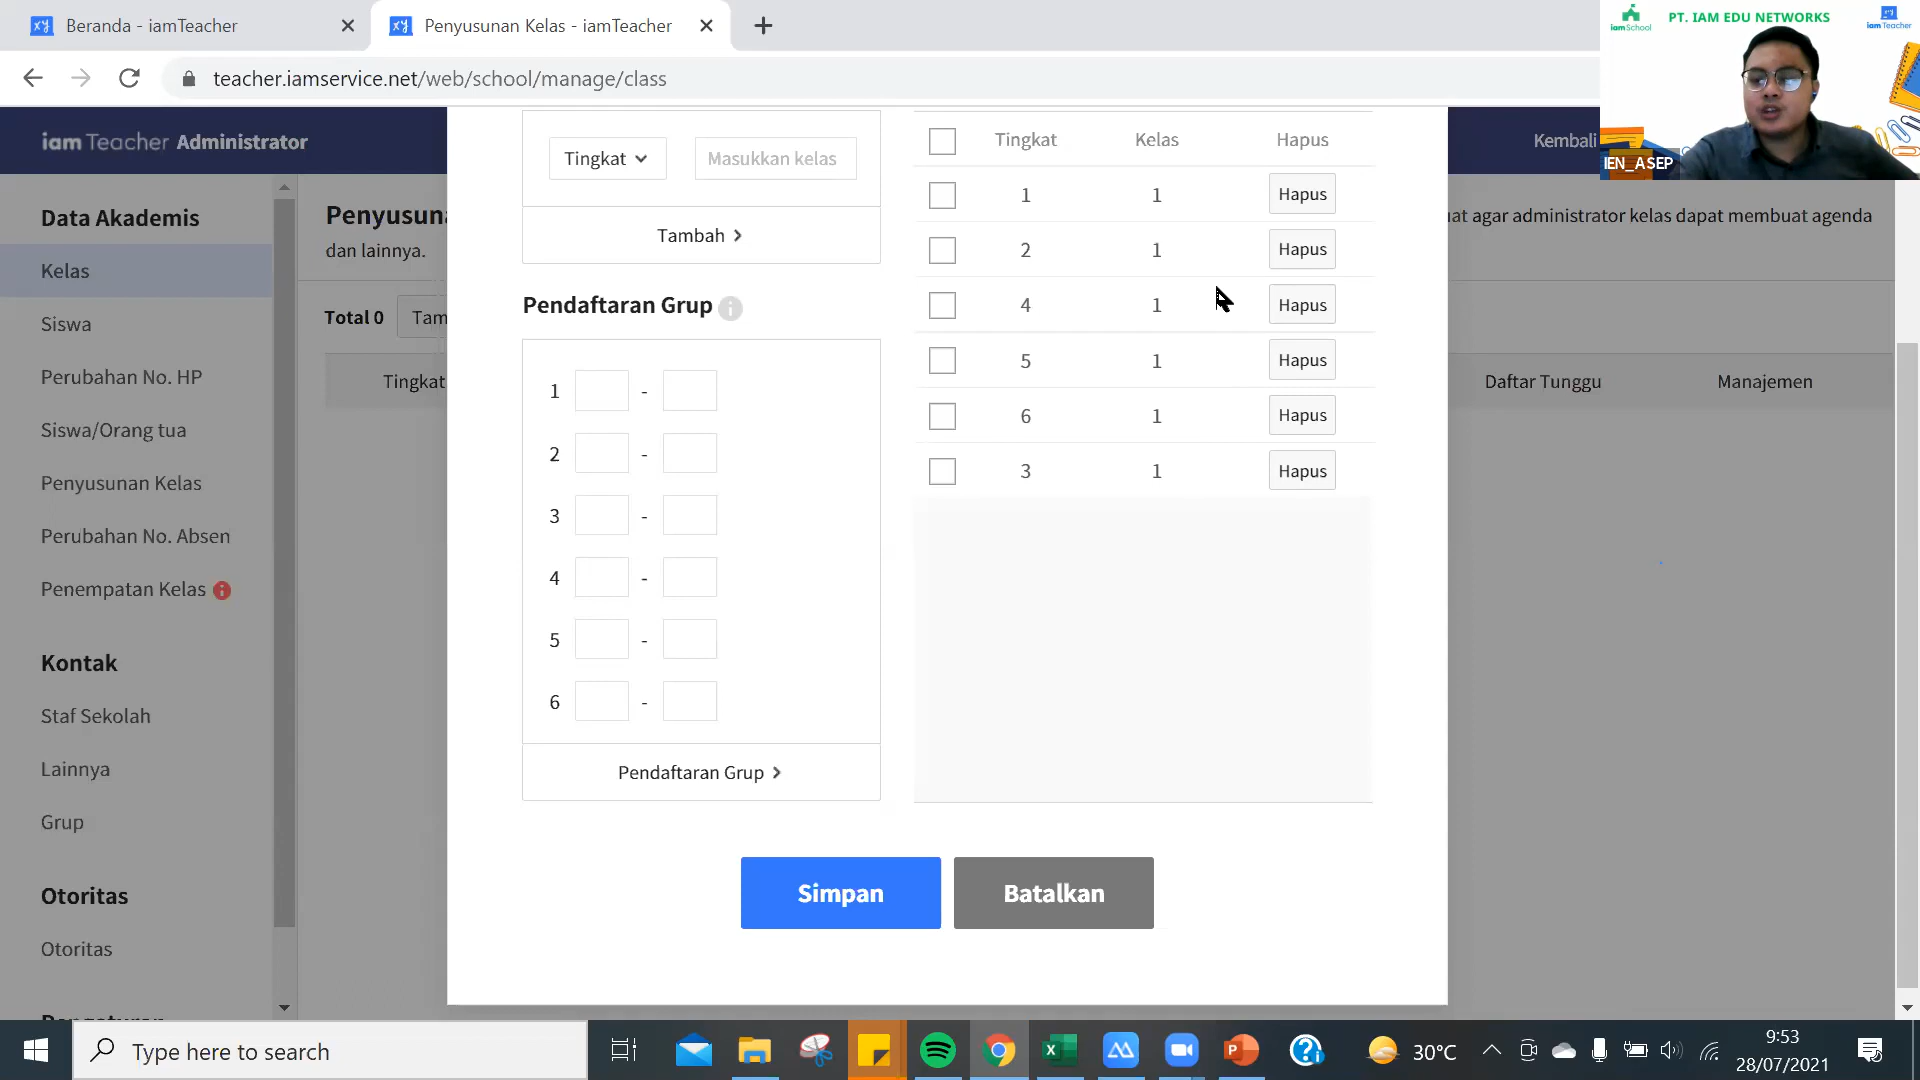 Beranda - iamTeacher
Penyusunan Kelas - iamTeacher
teacher.iamservice.net/web/school/manage/class
iamSchool
PT. IAM EDU NETWORKS
iam Teacher
IEN_ASEP
iam Teacher Administrator
Kembali
Data Akademis
Kelas
Siswa
Perubahan No. HP
Siswa/Orang tua
Penyusunan Kelas
Perubahan No. Absen
Penempatan Kelas
Kontak
Staf Sekolah
Lainnya
Grup
Otoritas
Otoritas
Penyusuna
at agar administrator kelas dapat membuat agenda
dan lainnya.
Total 0
Tam
Tingkat
Daftar Tunggu
Manajemen
Tingkat
Masukkan kelas
Tambah >
Pendaftaran Grup
1 -
2 -
3 -
4 -
5 -
6 -
Pendaftaran Grup >
Tingkat Kelas Hapus
1 1 Hapus
2 1 Hapus
4 1 Hapus
5 1 Hapus
6 1 Hapus
3 1 Hapus
Simpan
Batalkan
Type here to search
30°C
9:53
28/07/2021